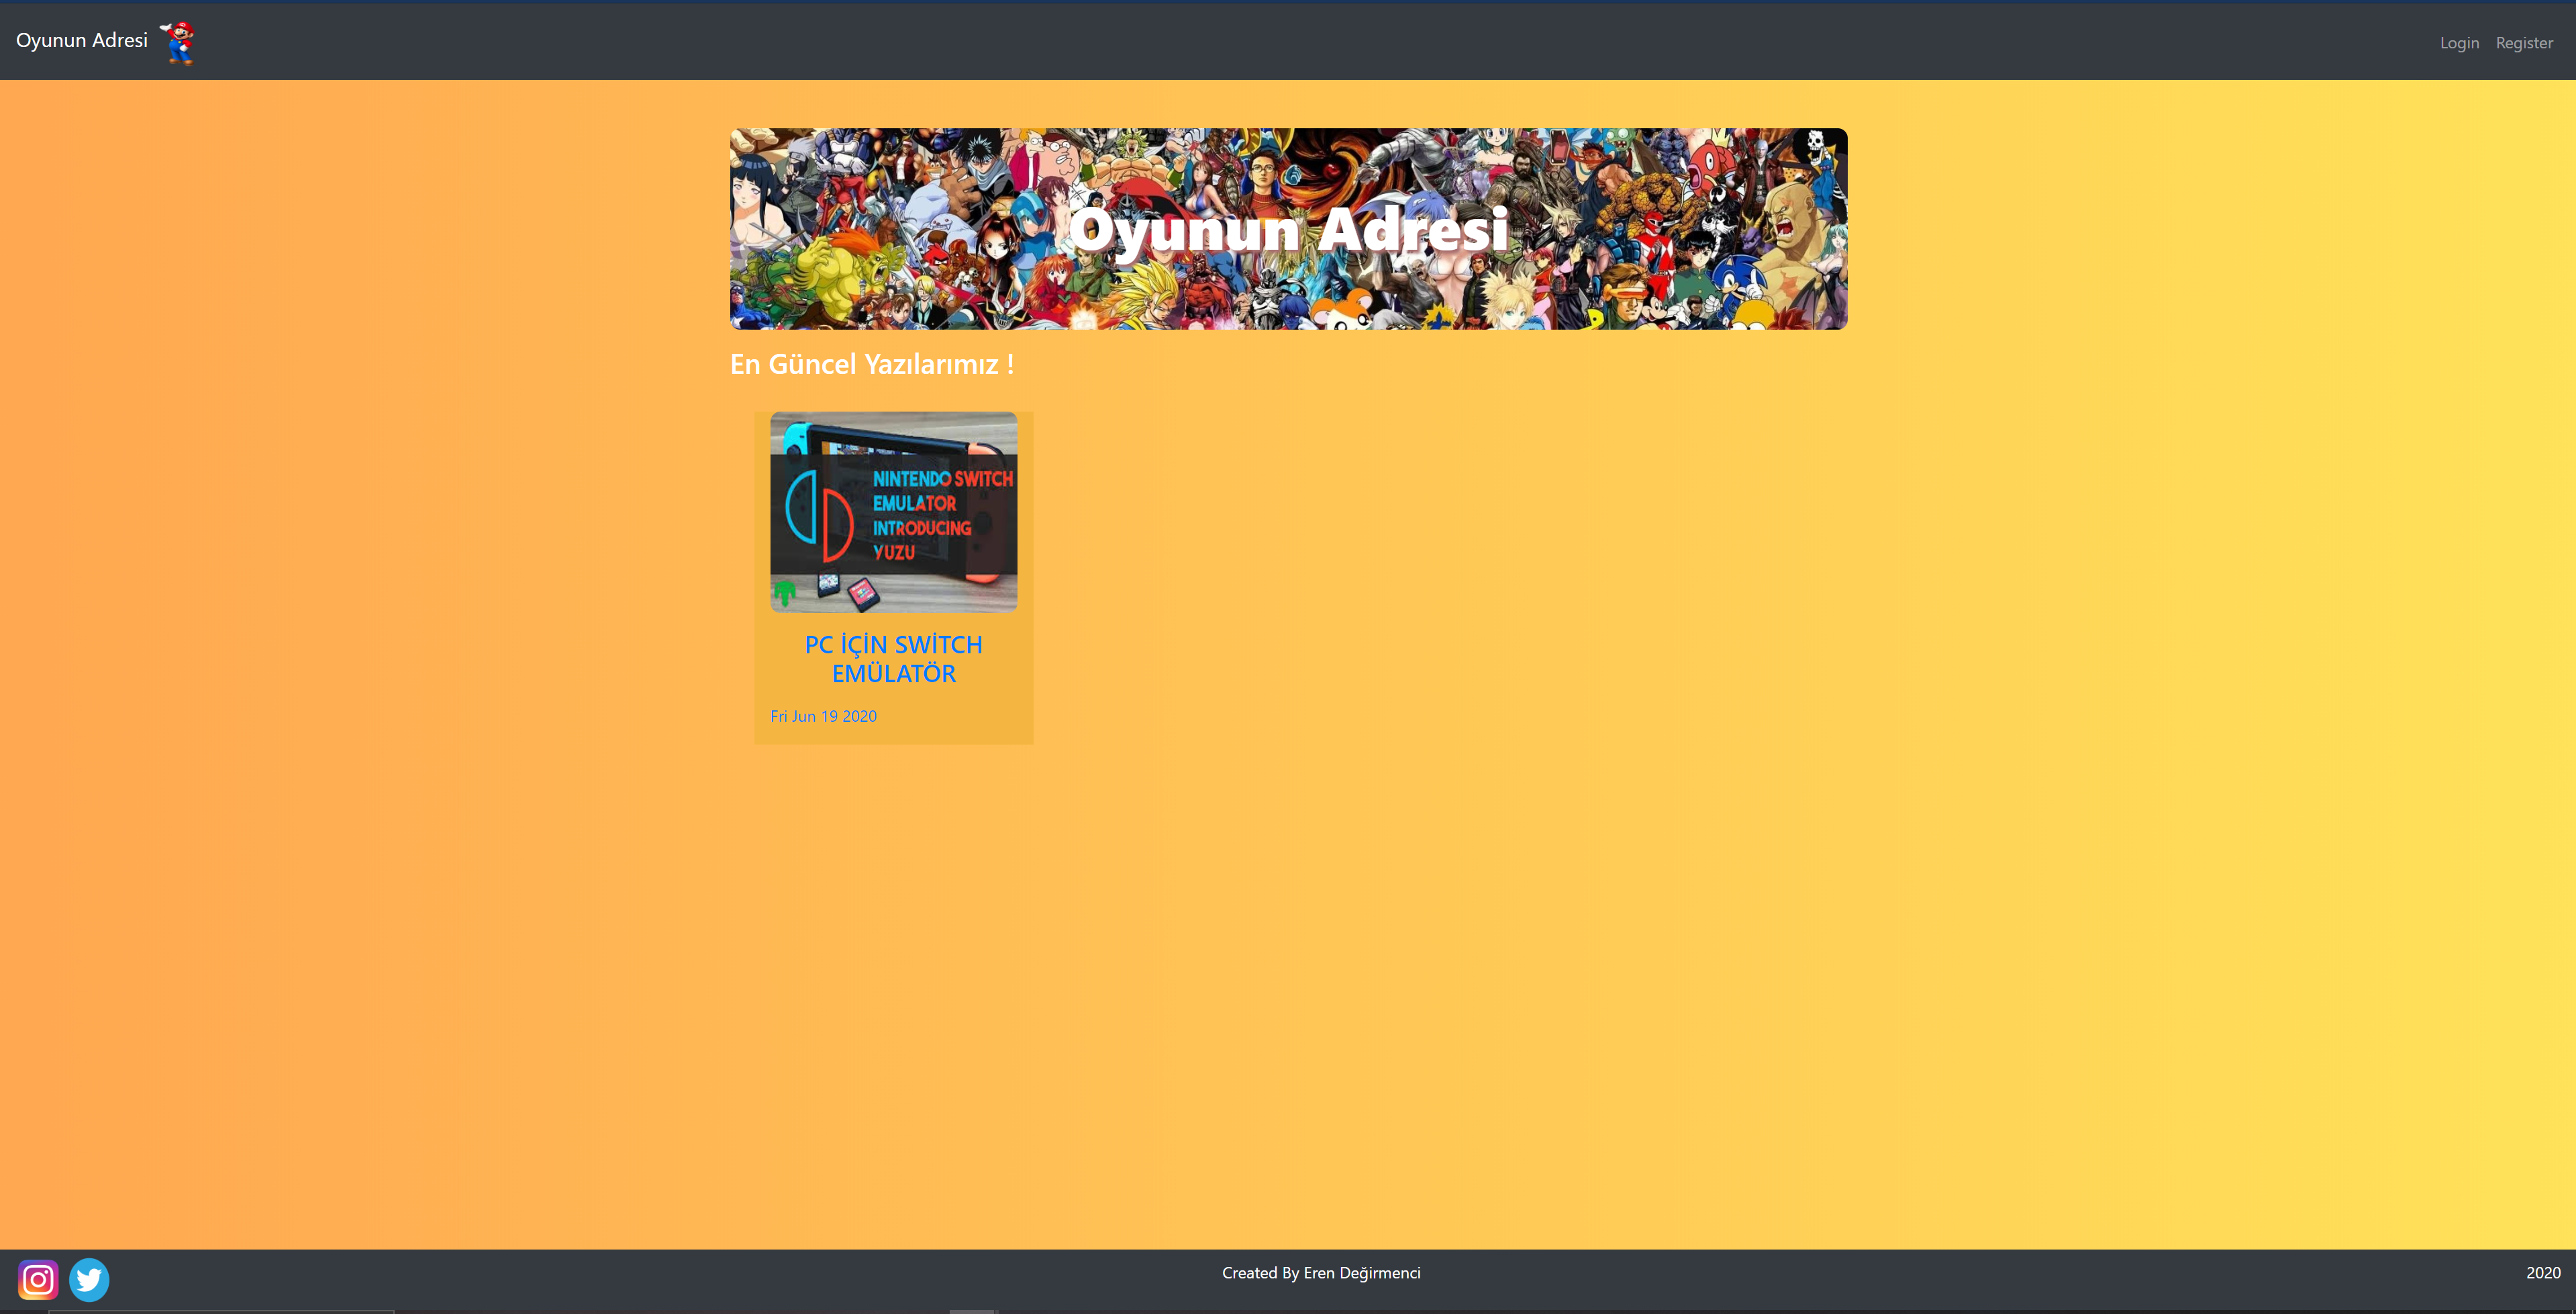 Oyunun Adresi
Login Register
Oyunun Adresi
En Güncel Yazılarımız !
NINTENDO SWITCH
EMULATOR
INTRODUCING
YUZU
PC İÇİN SWİTCH
EMÜLATÖR
Fri Jun 19 2020
Created By Eren Değirmenci
2020